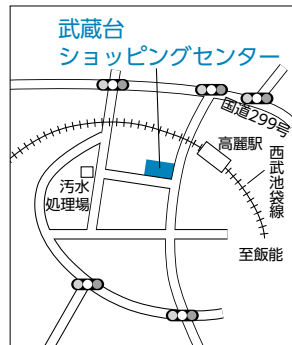 武蔵台
ショッピングセンター
国道299号
高麗駅
西武池袋線
汚水
処理場
至飯能